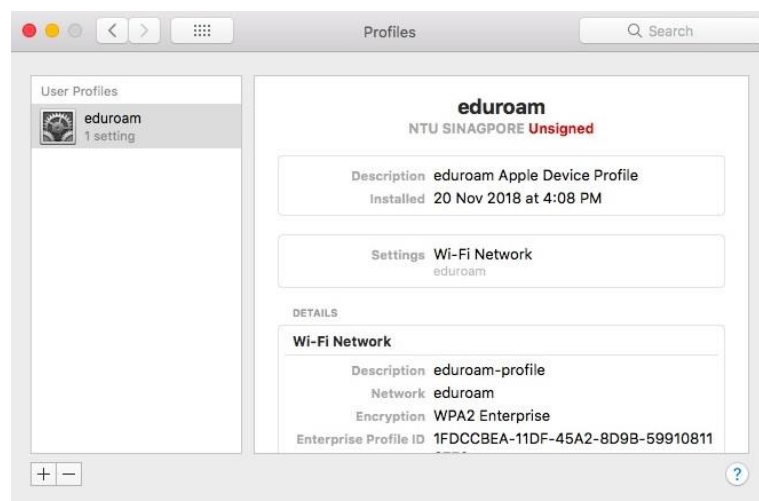 Profiles
Search
User Profiles
eduroam
1 setting
eduroam
NTU SINAGPORE Unsigned
Description eduroam Apple Device Profile
Installed 20 Nov 2018 at 4:08 PM
Settings Wi-Fi Network
eduroam
DETAILS
Wi-Fi Network
Description eduroam-profile
Network eduroam
Encryption WPA2 Enterprise
Enterprise Profile ID 1FDCCBEA-11DF-45A2-8D9B-59910811
+ −
?